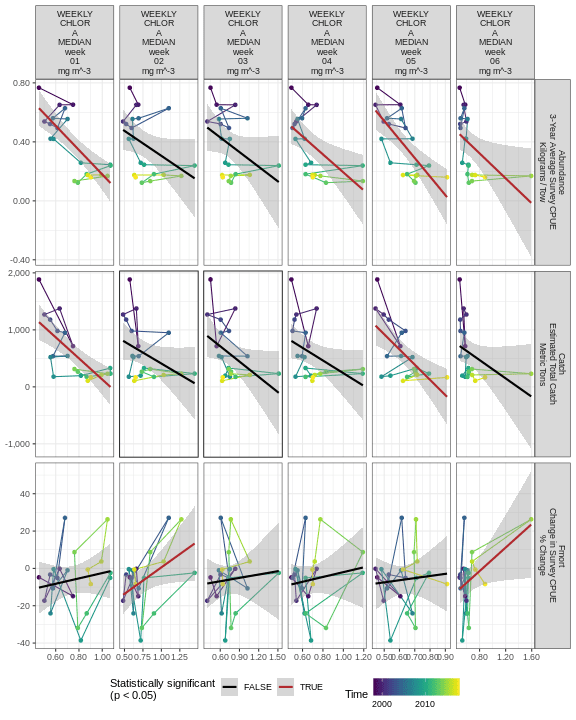 WEEKLY
CHLOR
A
MEDIAN
week
01
mg m^-3
WEEKLY
CHLOR
A
MEDIAN
week
02
mg m^-3
WEEKLY
CHLOR
A
MEDIAN
week
03
mg m^-3
WEEKLY
CHLOR
A
MEDIAN
week
04
mg m^-3
WEEKLY
CHLOR
A
MEDIAN
week
05
mg m^-3
WEEKLY
CHLOR
A
MEDIAN
week
06
mg m^-3
0.80
0.40
0.00
-0.40
Abundance
3-Year Average Survey CPUE
Kilograms / Tow
2,000
1,000
0
-1,000
Catch
Estimated Total Catch
Metric Tons
40
20
0
-20
-40
Fmort
Change in Survey CPUE
% Change
0.60 0.80 1.00
0.50 0.75 1.00 1.25
0.60 0.90 1.20 1.50
0.60 0.80 1.00 1.20
0.50 0.60 0.70 0.80 0.90
0.80 1.20 1.60
Statistically significant
(p < 0.05)
FALSE
TRUE
Time
2000 2010